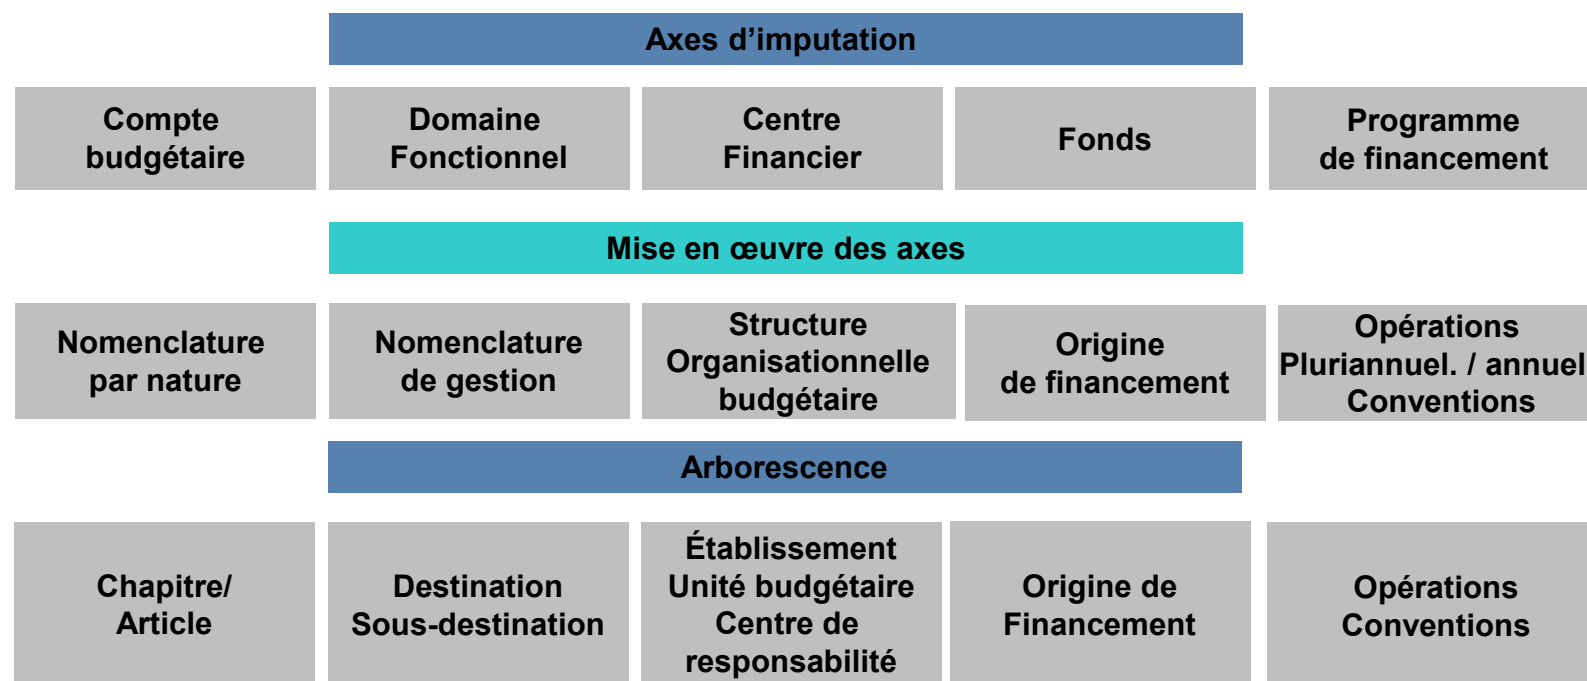 Axes d’imputation
Compte
budgétaire
Domaine
Fonctionnel
Centre
Financier
Fonds
Programme
de financement
Mise en œuvre des axes
Nomenclature
par nature
Nomenclature
de gestion
Structure
Organisationnelle
budgétaire
Origine
de financement
Opérations
Pluriannuel. / annuel
Conventions
Arborescence
Chapitre/
Article
Destination
Sous-destination
Établissement
Unité budgétaire
Centre de
responsabilité
Origine de
Financement
Opérations
Conventions